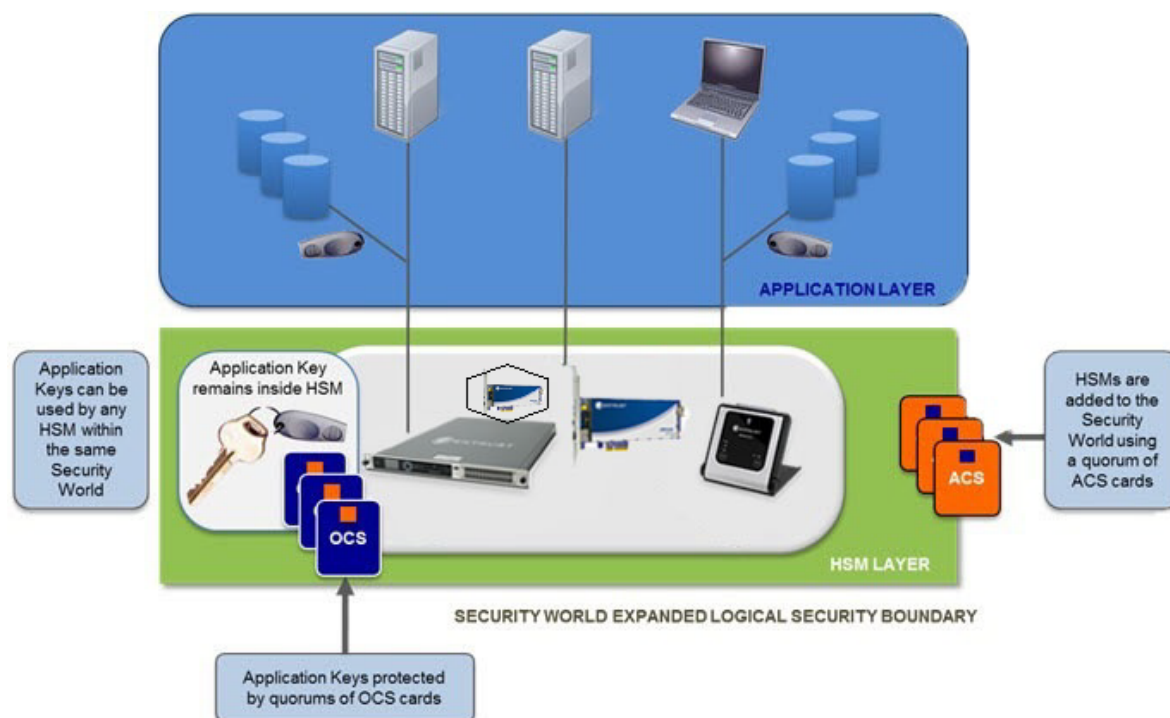 APPLICATION LAYER
Application
Keys can be
used by any
HSM within
the same
Security
World
Application Key
remains inside HSM
OCS
ACS
HSMs are
added to the
Security
World using
a quorum of
ACS cards
HSM LAYER
SECURITY WORLD EXPANDED LOGICAL SECURITY BOUNDARY
Application Keys protected
by quorums of OCS cards